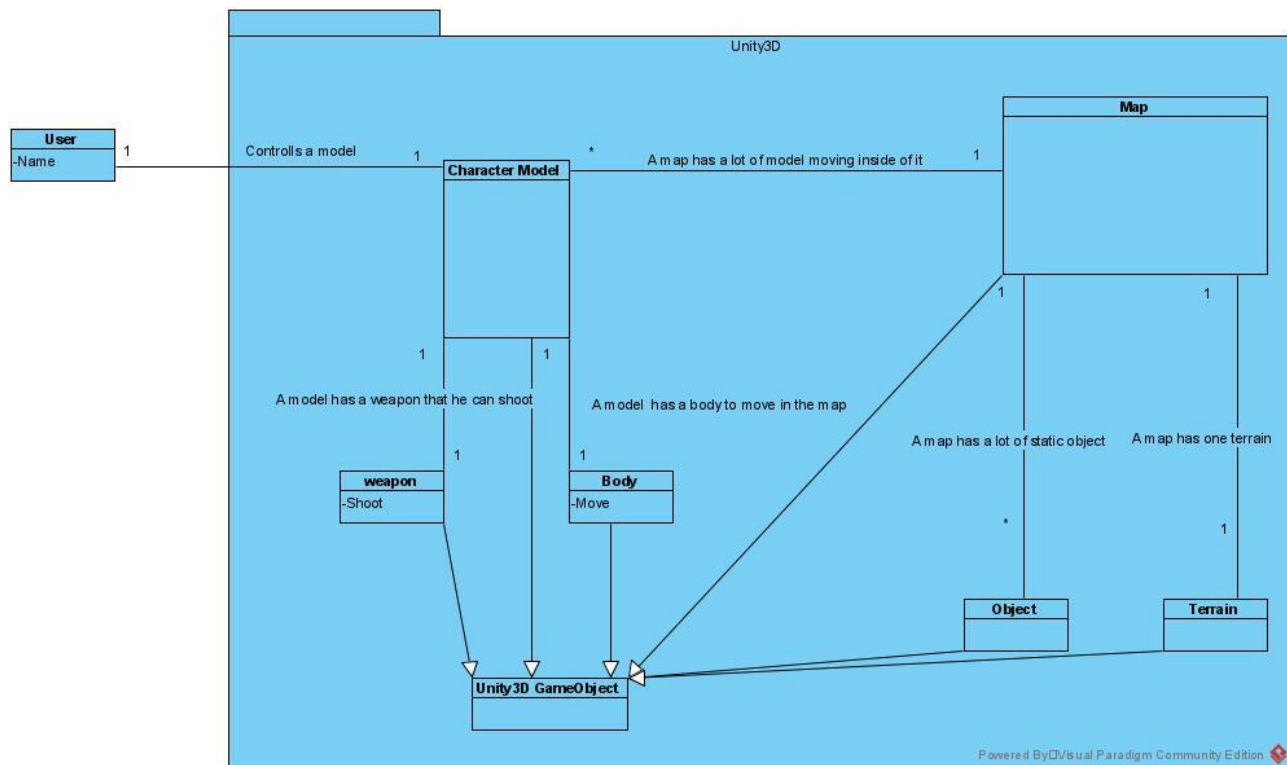 Unity3D
Map
User
-Name
1
Controlls a model
1
Character Model
*
A map has a lot of model moving inside of it
1
1
1
1
1
A model has a weapon that he can shoot
A model has a body to move in the map
A map has a lot of static object
A map has one terrain
1
1
weapon
-Shoot
Body
-Move
*
1
Object
Terrain
Unity3D GameObject
Powered By□Visual Paradigm Community Edition